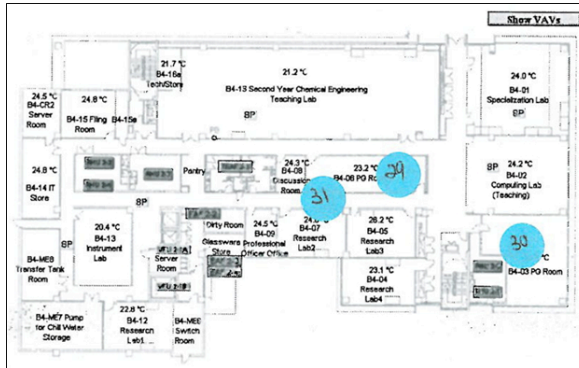 Show VAVs
21.7 °C
B4-16a
Tech/Store
21.2 °C
B4-13 Second Year Chemical Engineering
Teaching Lab
24.0 °C
B4-01
Specialization Lab
SP
24.5 °C
B4-CR2
Server
Room
24.8 °C
B4-15 Filing
Room
B4-15e
SP
24.8 °C
B4-14 IT
Store
Pantry
24.3 °C
B4-08
Discussion
Room
23.2 °C
B4-06 PG Room
29
SP
24.2 °C
B4-02
Computing Lab
(Teaching)
31
SP
20.4 °C
B4-13
Instrument
Lab
SP
B4-ME8
Transfer Tank
Room
Server
Room
Dirty Room
Glassware
Store
24.5 °C
B4-09
Professional
Officer Office
B4-07
Research
Lab2
26.2 °C
B4-05
Research
Lab3
30
°C
B4-03 PG Room
23.1 °C
B4-04
Research
Lab4
B4-ME7 Pump
for Chill Water
Storage
22.8 °C
B4-12
Research
Lab1
B4-ME6
Switch
Room